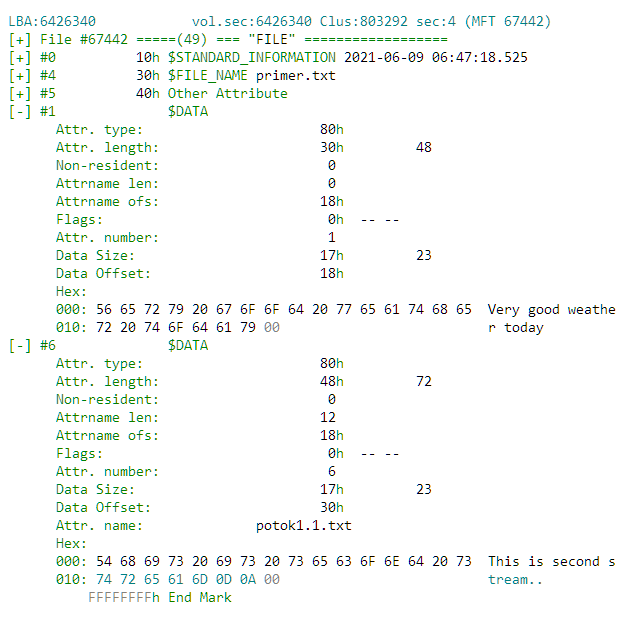 LBA:6426340            vol.sec:6426340 Clus:803292 sec:4 (MFT 67442)
[+] File #67442 =====(49) === "FILE" ==================
[+] #0          10h $STANDARD_INFORMATION 2021-06-09 06:47:18.525
[+] #4          30h $FILE_NAME primer.txt
[+] #5          40h Other Attribute
[-] #1              $DATA
      Attr. type:                      80h
      Attr. length:                    30h         48
      Non-resident:                     0
      Attrname len:                     0
      Attrname ofs:                    18h
      Flags:                            0h  -- --
      Attr. number:                     1
      Data Size:                       17h         23
      Data Offset:                     18h
      Hex:
      000: 56 65 72 79 20 67 6F 6F 64 20 77 65 61 74 68 65  Very good weathe
      010: 72 20 74 6F 64 61 79 00                          r today
[-] #6              $DATA
      Attr. type:                      80h
      Attr. length:                    48h         72
      Non-resident:                     0
      Attrname len:                    12
      Attrname ofs:                    18h
      Flags:                            0h  -- --
      Attr. number:                     6
      Data Size:                       17h         23
      Data Offset:                     30h
      Attr. name:              potok1.1.txt
      Hex:
      000: 54 68 69 73 20 69 73 20 73 65 63 6F 6E 64 20 73  This is second s
      010: 74 72 65 61 6D 0D 0A 00                          tream..
          FFFFFFFFh End Mark